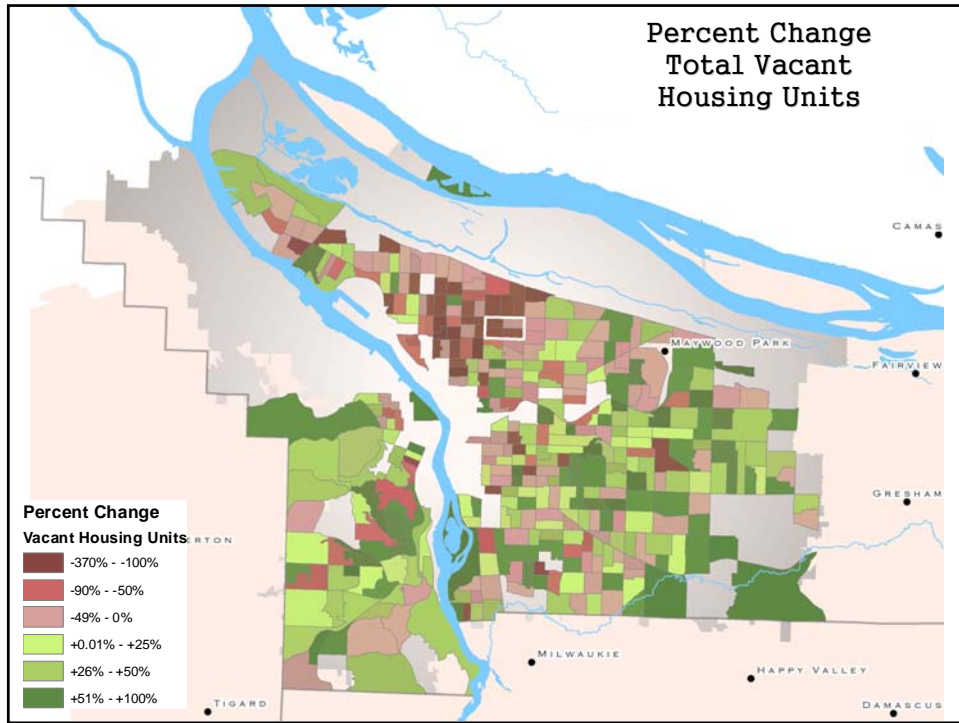 Percent Change
Total Vacant
Housing Units
CAMAS
MAYWOOD PARK
FAIRVIEW
GRESHAM
Percent Change
Vacant Housing Units
ERTON
-370% - -100%
-90% - -50%
-49% - 0%
+0.01% - +25%
+26% - +50%
+51% - +100%
MILWAUKIE
HAPPY VALLEY
TIGARD
DAMASCUS